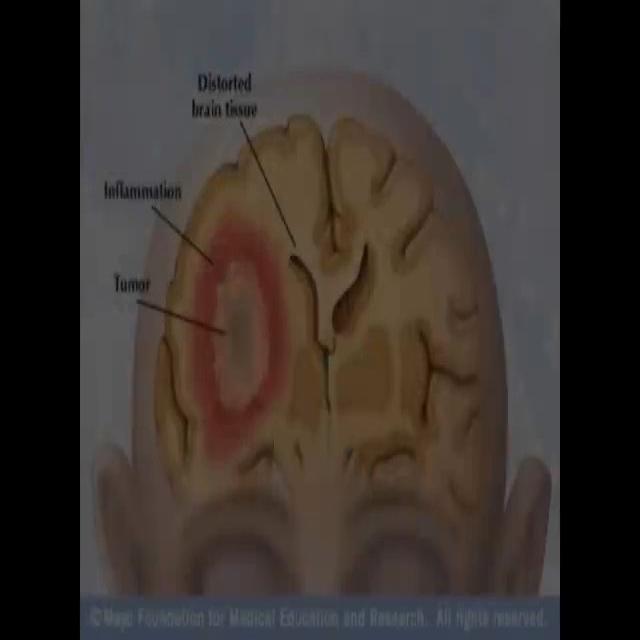 Distorted
brain tissue
Inflammation
Tumor
© Mayo Foundation for Medical Education and Research. All rights reserved.